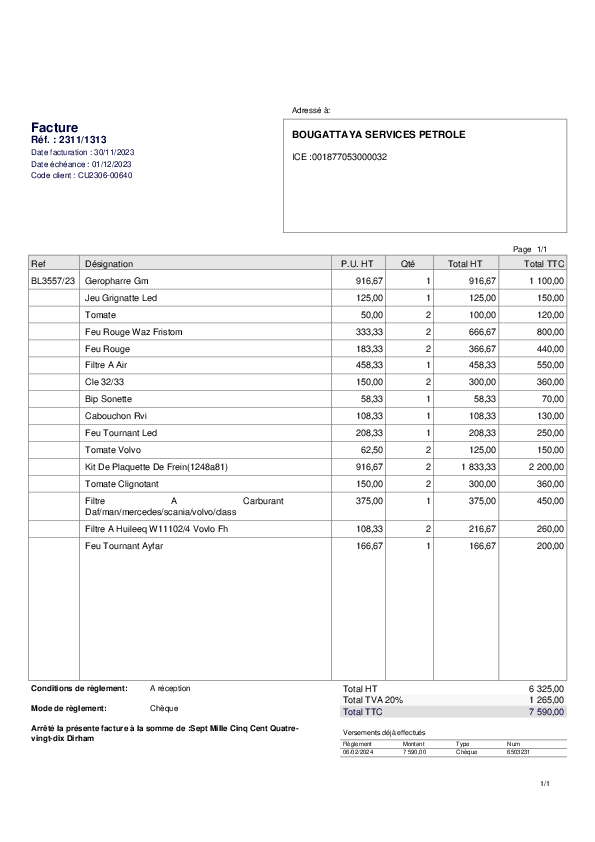 Adressé à:
Facture
Réf. : 2311/1313
Date facturation : 30/11/2023
Date échéance : 01/12/2023
Code client : CU2306-00640
BOUGATTAYA SERVICES PETROLE
ICE :001877053000032
Page 1/1
Ref Désignation P.U. HT Qté Total HT Total TTC
BL3557/23 Geropharre Gm 916,67 1 916,67 1 100,00
Jeu Grignatte Led 125,00 1 125,00 150,00
Tomate 50,00 2 100,00 120,00
Feu Rouge Waz Fristom 333,33 2 666,67 800,00
Feu Rouge 183,33 2 366,67 440,00
Filtre A Air 458,33 1 458,33 550,00
Cle 32/33 150,00 2 300,00 360,00
Bip Sonette 58,33 1 58,33 70,00
Cabouchon Rvi 108,33 1 108,33 130,00
Feu Tournant Led 208,33 1 208,33 250,00
Tomate Volvo 62,50 2 125,00 150,00
Kit De Plaquette De Frein(1248a81) 916,67 2 1 833,33 2 200,00
Tomate Clignotant 150,00 2 300,00 360,00
Filtre A Carburant 375,00 1 375,00 450,00
Daf/man/mercedes/scania/volvo/class
Filtre A Huileeq W11102/4 Vovlo Fh 108,33 2 216,67 260,00
Feu Tournant Ayfar 166,67 1 166,67 200,00
Conditions de règlement: A réception
Mode de règlement: Chèque
Arrêté la présente facture à la somme de :Sept Mille Cinq Cent Quatre-
vingt-dix Dirham
Total HT 6 325,00
Total TVA 20% 1 265,00
Total TTC 7 590,00
Versements déjà effectués
Règlement Montant Type Num
06/02/2024 7 590,00 Chèque 6503231
1/1